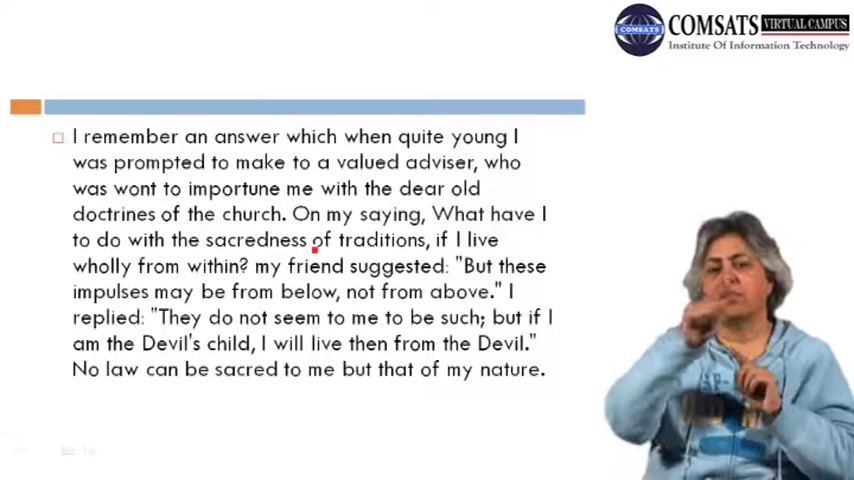 COMSATS VIRTUAL CAMPUS
Institute Of Information Technology
COMSATS
I remember an answer which when quite young I
was prompted to make to a valued adviser, who
was wont to importune me with the dear old
doctrines of the church. On my saying, What have I
to do with the sacredness of traditions, if I live
wholly from within? my friend suggested: "But these
impulses may be from below, not from above." I
replied: "They do not seem to me to be such; but if I
am the Devil's child, I will live then from the Devil."
No law can be sacred to me but that of my nature.